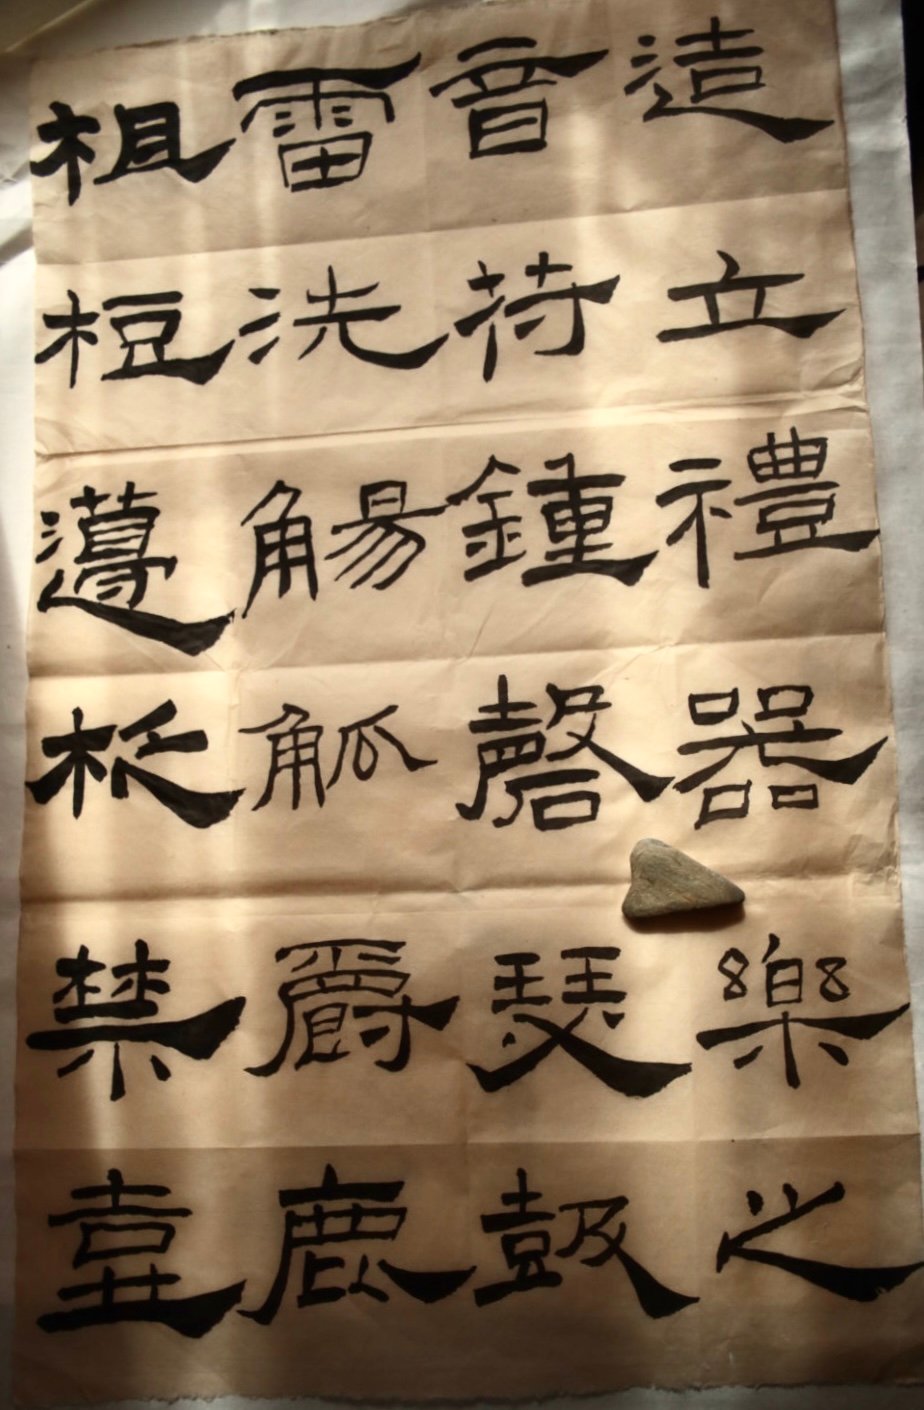 造立禮器樂之
音符鍾磬瑟鼓
雷洗觴觚爵鹿
柤梪籩柉禁壺